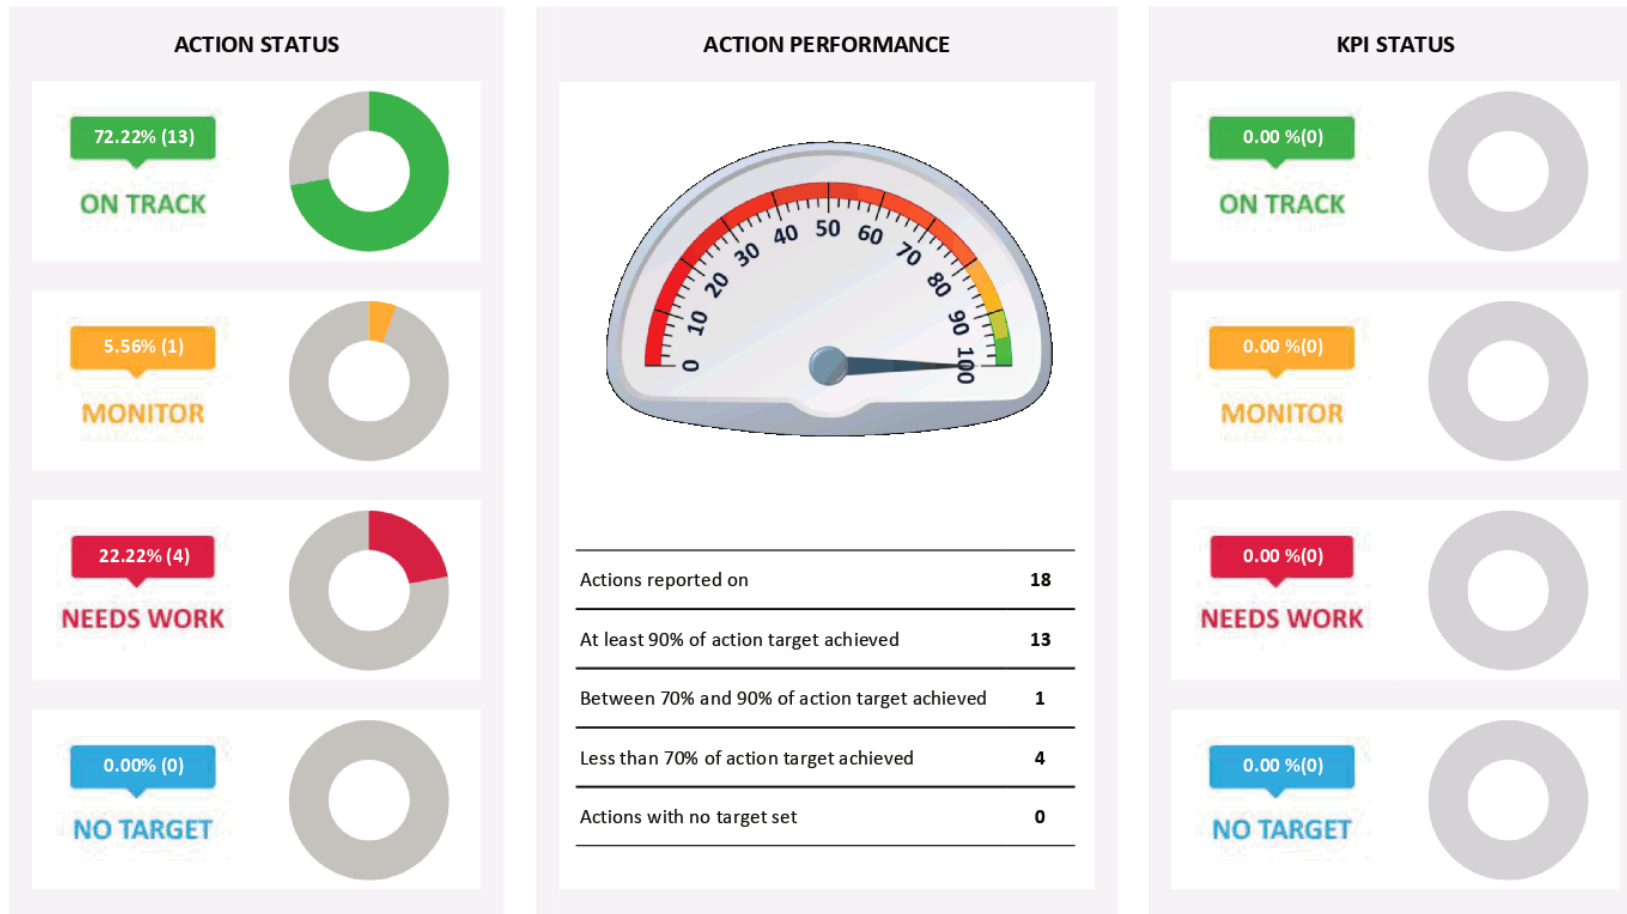 ACTION STATUS
72.22% (13)
ON TRACK
5.56% (1)
MONITOR
22.22% (4)
NEEDS WORK
0.00% (0)
NO TARGET
ACTION PERFORMANCE
0 10 20 30 40 50 60 70 80 90 100
Actions reported on 18
At least 90% of action target achieved 13
Between 70% and 90% of action target achieved 1
Less than 70% of action target achieved 4
Actions with no target set 0
KPI STATUS
0.00 %(0)
ON TRACK
0.00 %(0)
MONITOR
0.00 %(0)
NEEDS WORK
0.00 %(0)
NO TARGET